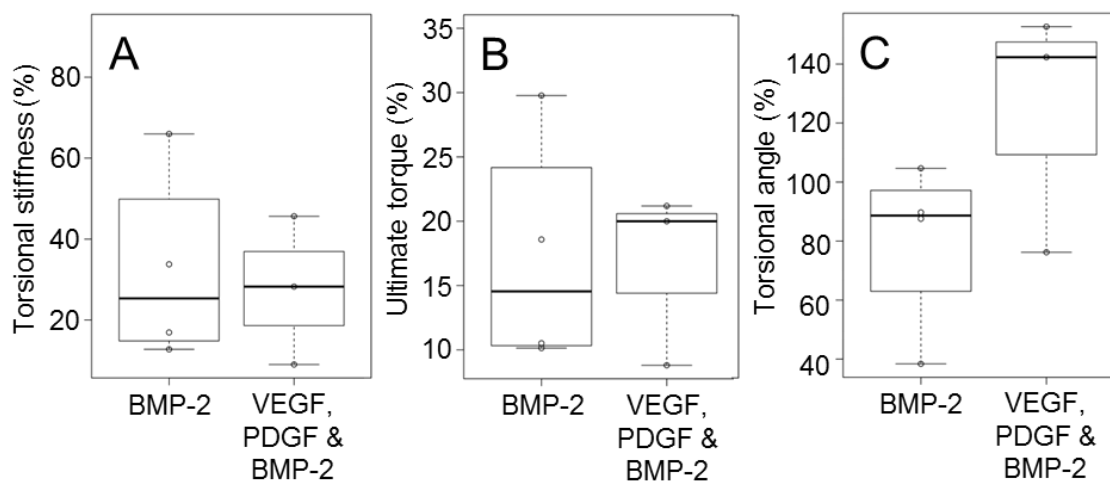 A
Torsional stiffness (%)
80
60
40
20
BMP-2
VEGF,
PDGF &
BMP-2
B
Ultimate torque (%)
35
30
25
20
15
10
BMP-2
VEGF,
PDGF &
BMP-2
C
Torsional angle (%)
140
120
100
80
60
40
BMP-2
VEGF,
PDGF &
BMP-2